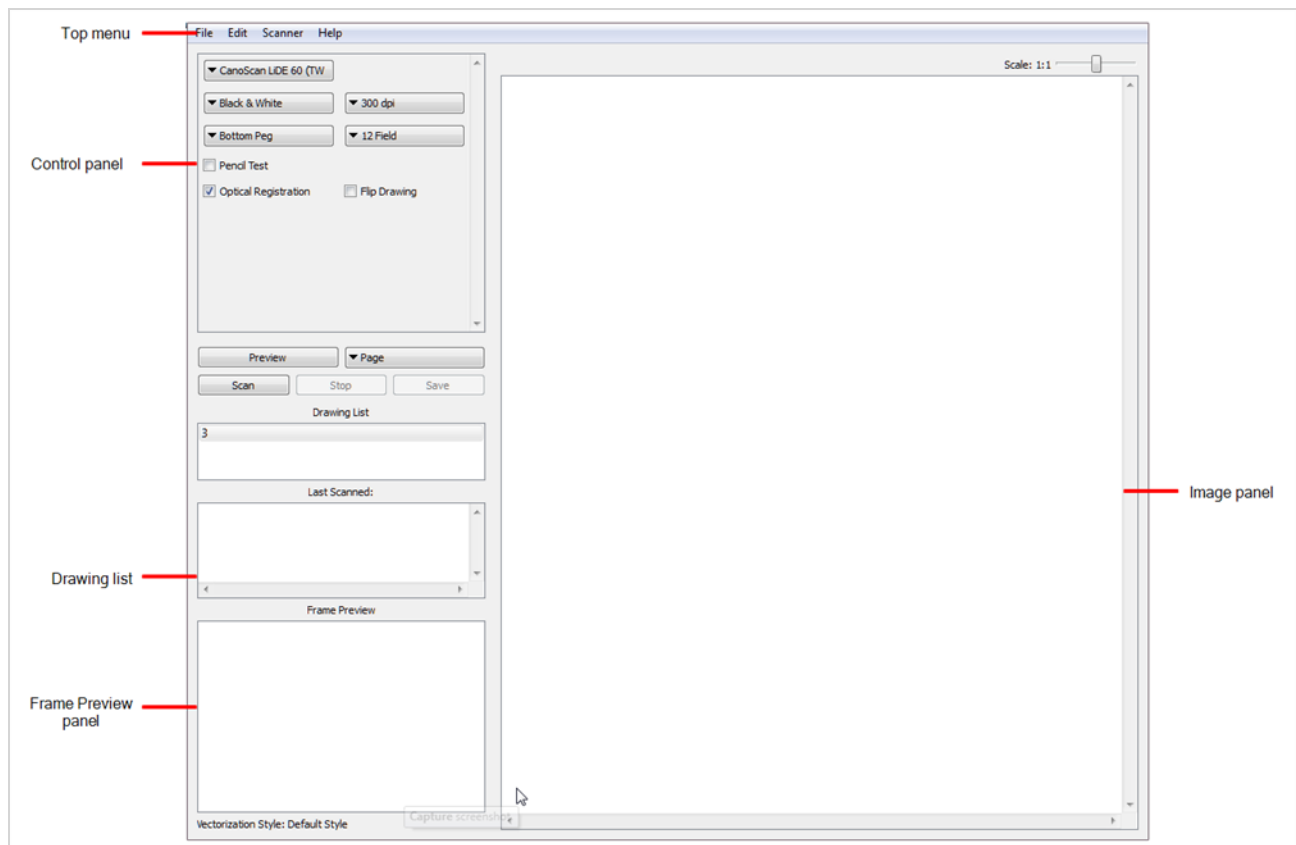 Top menu
File Edit Scanner Help
Scale: 1:1
CanoScan LiDE 60 (TW
Black & White 300 dpi
Bottom Peg 12 Field
Control panel
Pencil Test
Optical Registration Flip Drawing
Preview Page
Scan Stop Save
Drawing List
3
Last Scanned:
Image panel
Drawing list
Frame Preview
Frame Preview
panel
Capture screenshot
Vectorization Style: Default Style